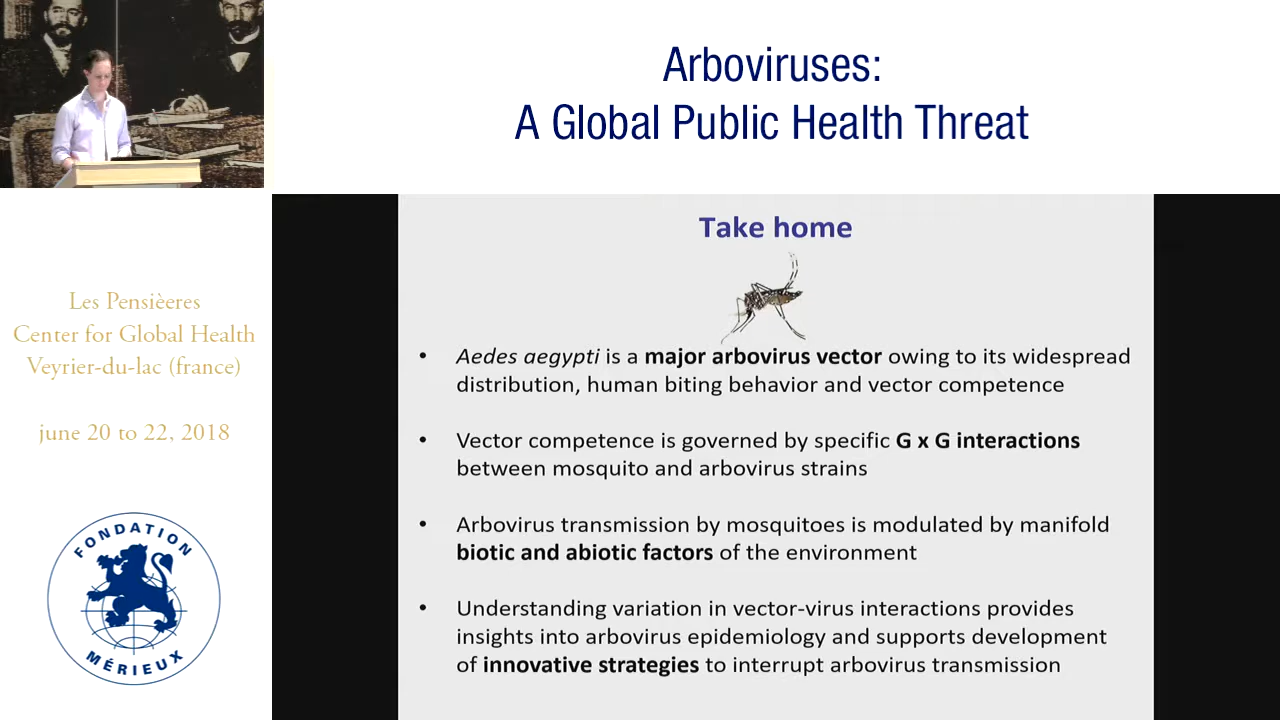 Arboviruses:
A Global Public Health Threat
Les Pensièeres
Center for Global Health
Veyrier-du-lac (france)
june 20 to 22, 2018
FONDATION
MÉRIEUX
Take home
• Aedes aegypti is a major arbovirus vector owing to its widespread
distribution, human biting behavior and vector competence
• Vector competence is governed by specific G x G interactions
between mosquito and arbovirus strains
• Arbovirus transmission by mosquitoes is modulated by manifold
biotic and abiotic factors of the environment
• Understanding variation in vector-virus interactions provides
insights into arbovirus epidemiology and supports development
of innovative strategies to interrupt arbovirus transmission